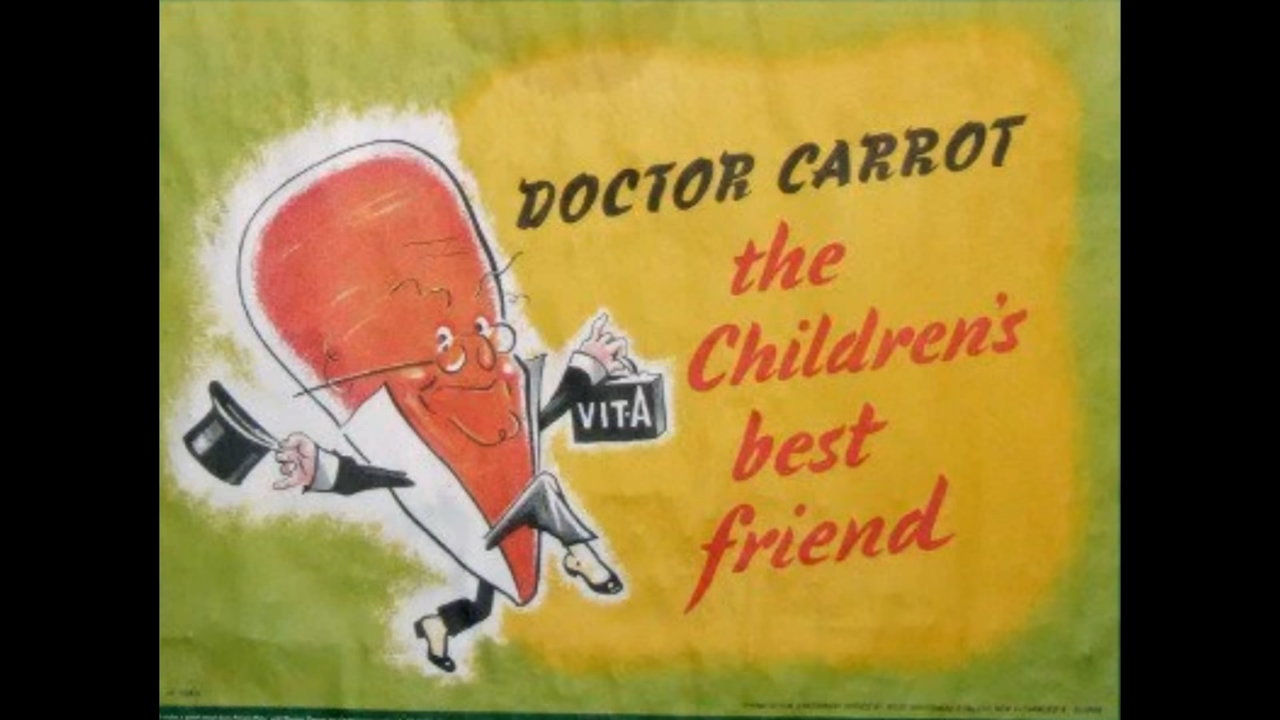 DOCTOR CARROT
the
Children's
VIT-A
best
friend